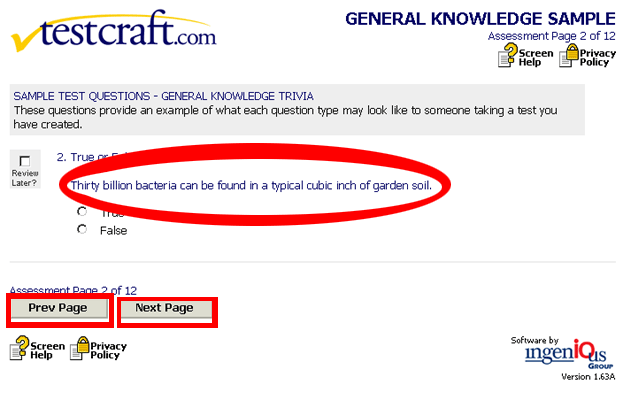 testcraft.com
GENERAL KNOWLEDGE SAMPLE
Assessment Page 2 of 12
Screen Help
Privacy Policy
SAMPLE TEST QUESTIONS - GENERAL KNOWLEDGE TRIVIA
These questions provide an example of what each question type may look like to someone taking a test you
have created.
Review Later?
2. True or
Thirty billion bacteria can be found in a typical cubic inch of garden soil.
True
False
Assessment Page 2 of 12
Prev Page
Next Page
Screen Help
Privacy Policy
Software by
ingeniQus
GROUP
Version 1.63A